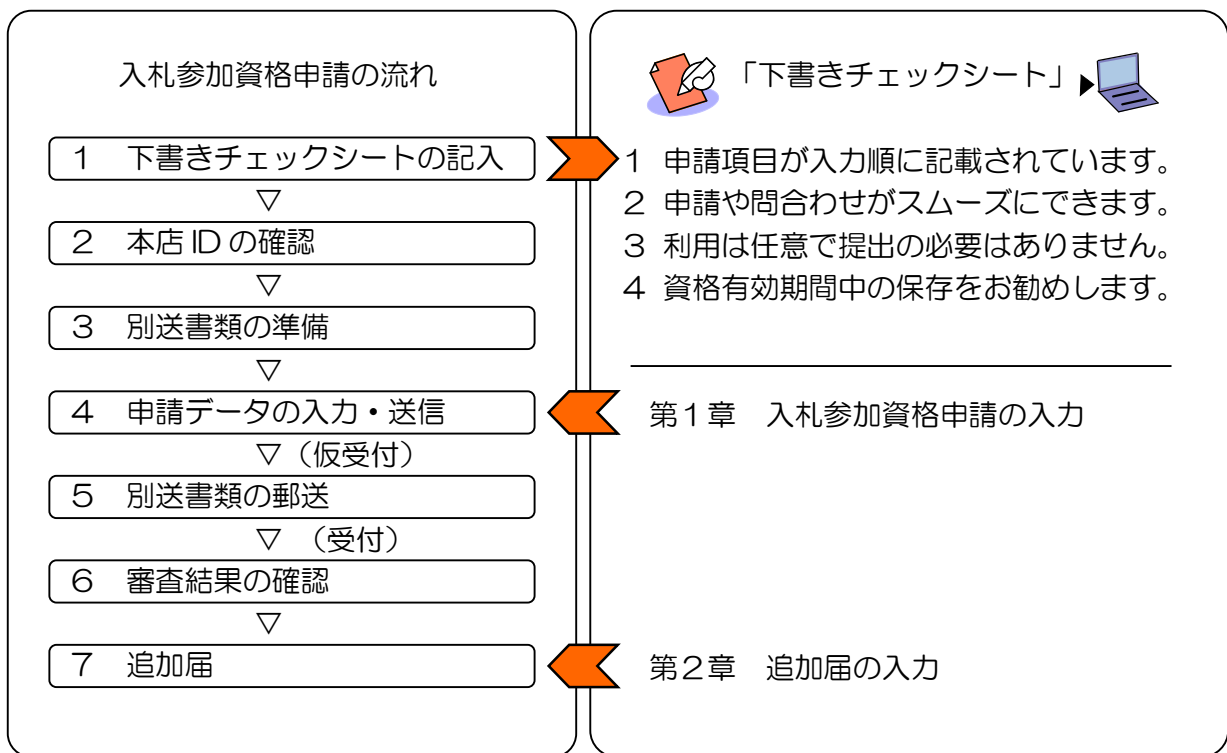 入札参加資格申請の流れ
1 下書きチェックシートの記入
▽
2 本店IDの確認
▽
3 別送書類の準備
▽
4 申請データの入力・送信
▽(仮受付)
5 別送書類の郵送
▽ (受付)
6 審査結果の確認
▽
7 追加届
「下書きチェックシート」
1 申請項目が入力順に記載されています。
2 申請や問合わせがスムーズにできます。
3 利用は任意で提出の必要はありません。
4 資格有効期間中の保存をお勧めします。
第1章 入札参加資格申請の入力
第2章 追加届の入力